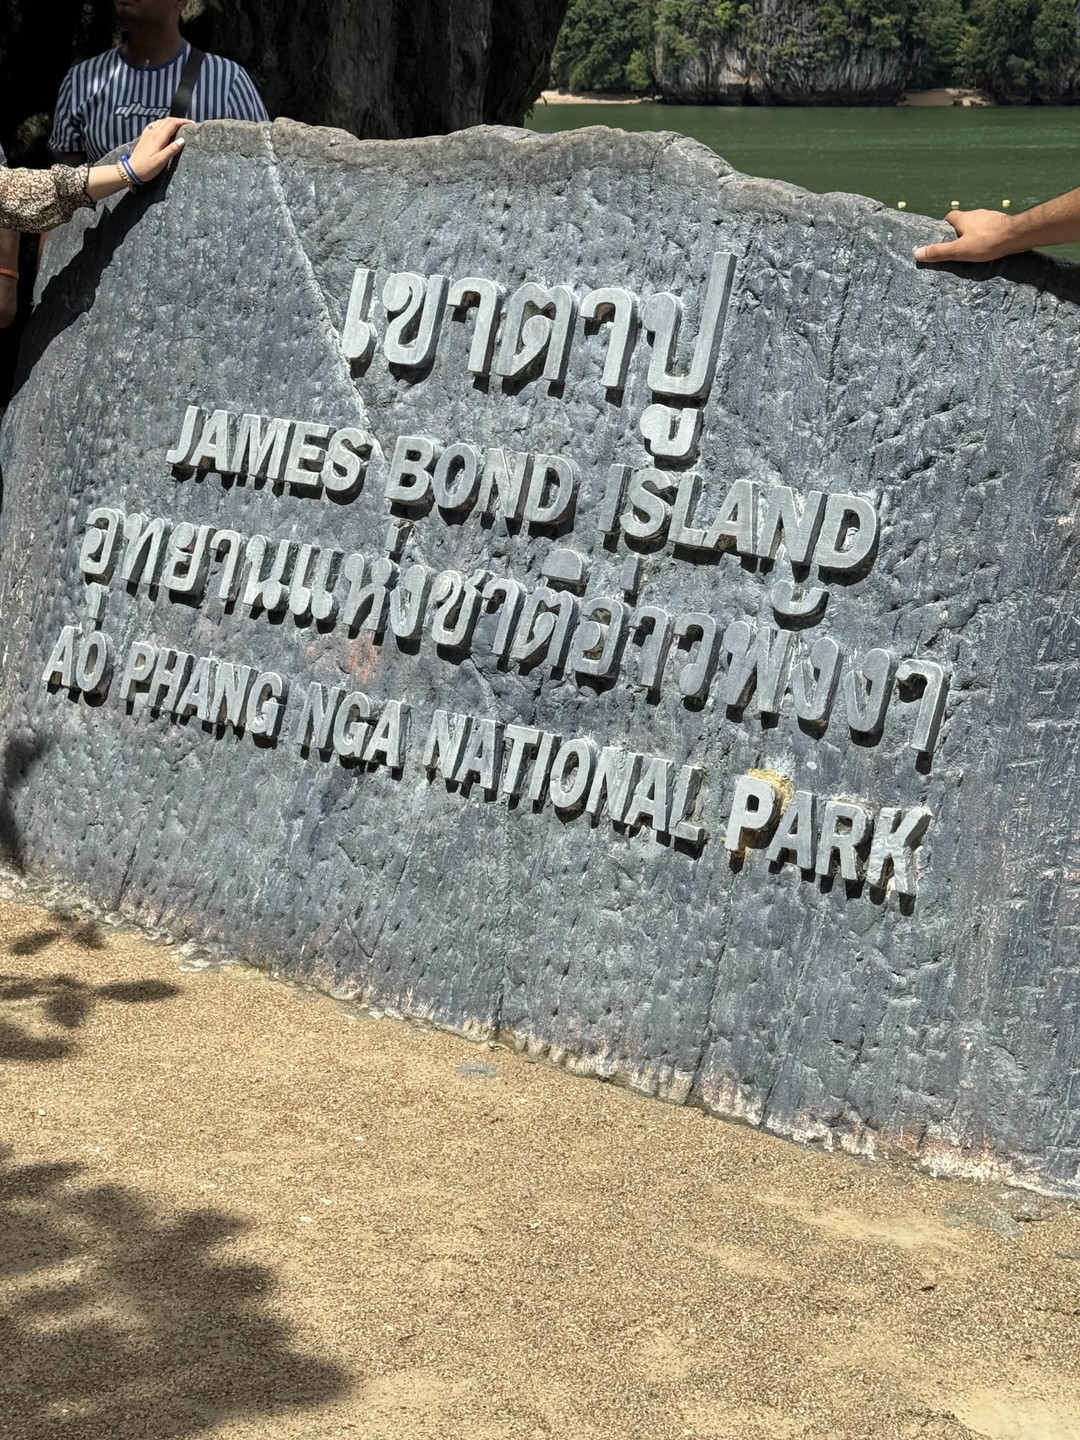 เขาตาปู
JAMES BOND ISLAND
อุทยานแห่งชาติอ่าวพังงา
AO PHANG NGA NATIONAL PARK